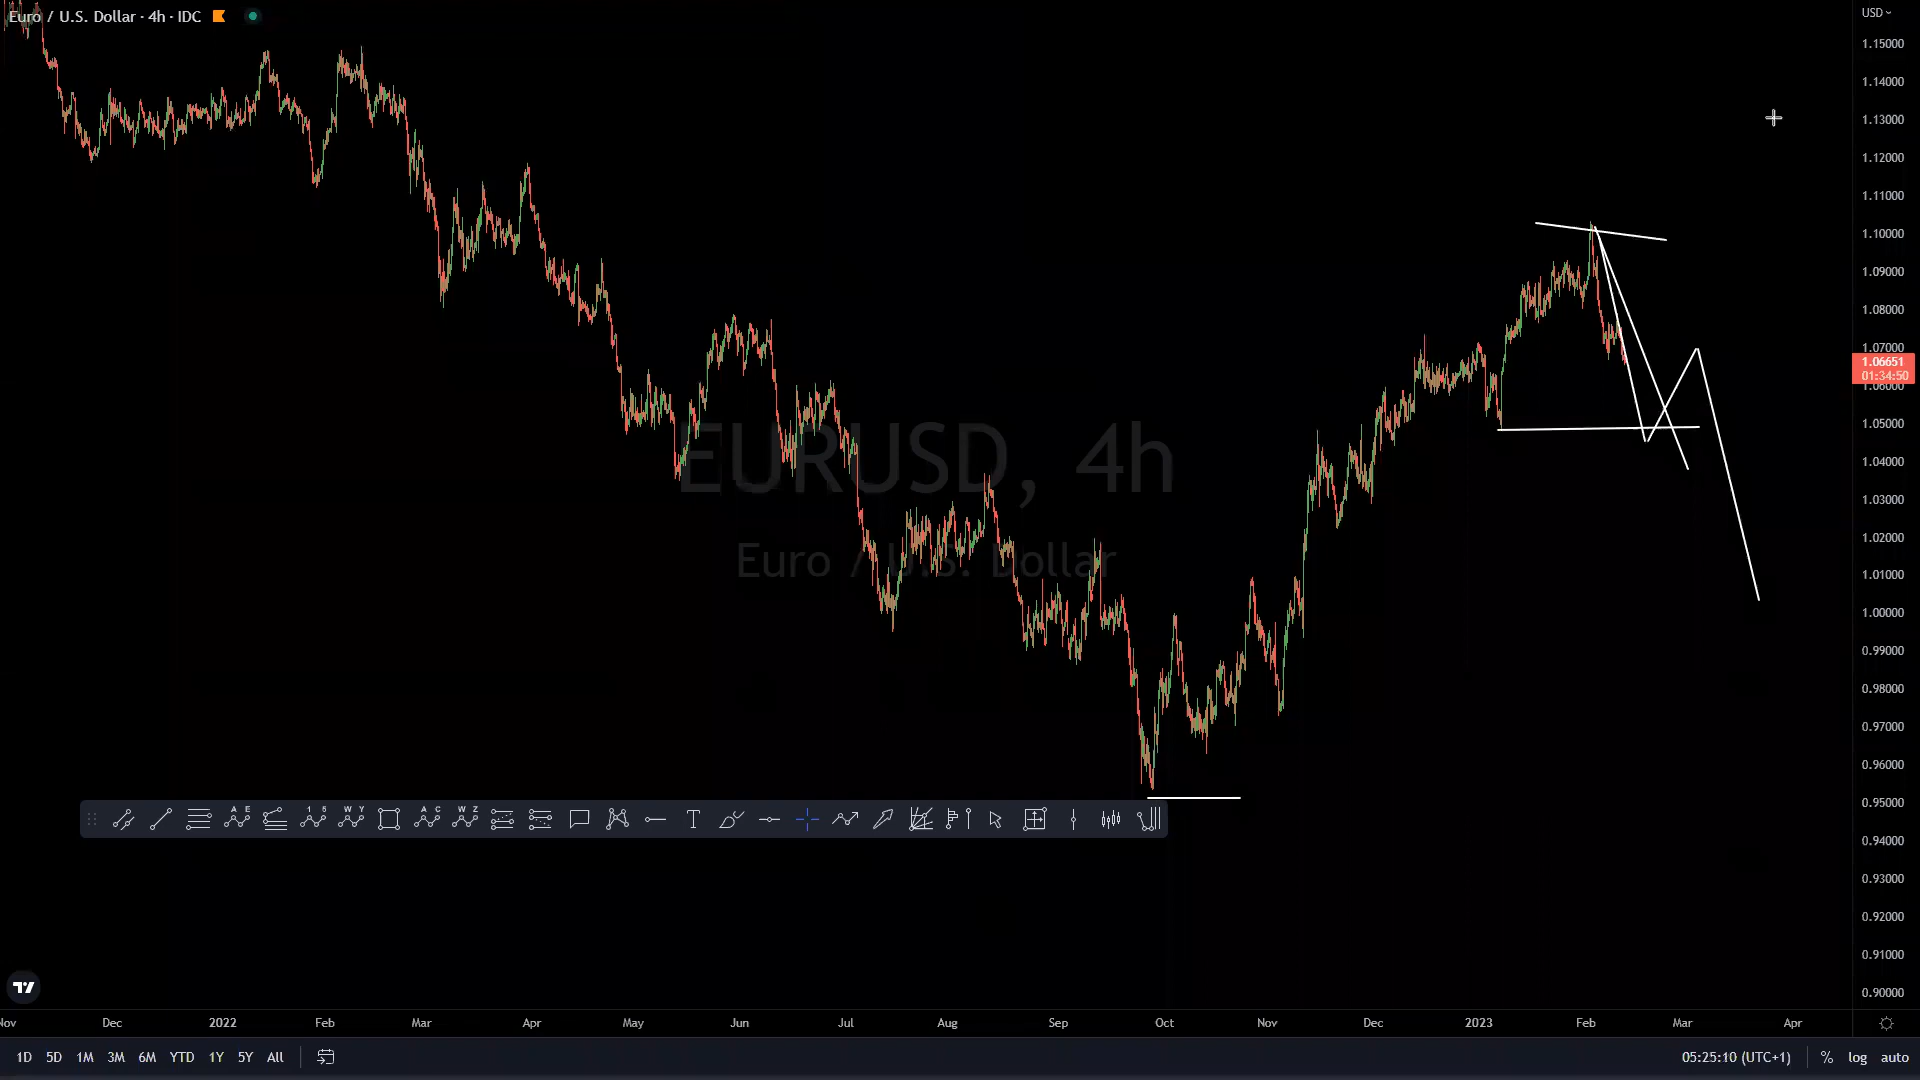 Euro / U.S. Dollar · 4h · IDC
USD
1.15000
1.14000
1.13000
1.12000
1.11000
1.10000
1.09000
1.08000
1.07000
1.06651
01:34:50
1.06000
1.05000
1.04000
1.03000
1.02000
1.01000
1.00000
0.99000
0.98000
0.97000
0.96000
0.95000
0.94000
0.93000
0.92000
0.91000
0.90000
EURUSD, 4h
Euro / U.S. Dollar
A E
1 5
W Y
A C
W Z
T
Nov Dec 2022 Feb Mar Apr May Jun Jul Aug Sep Oct Nov Dec 2023 Feb Mar Apr
1D 5D 1M 3M 6M YTD 1Y 5Y All
05:25:10 (UTC+1) % log auto